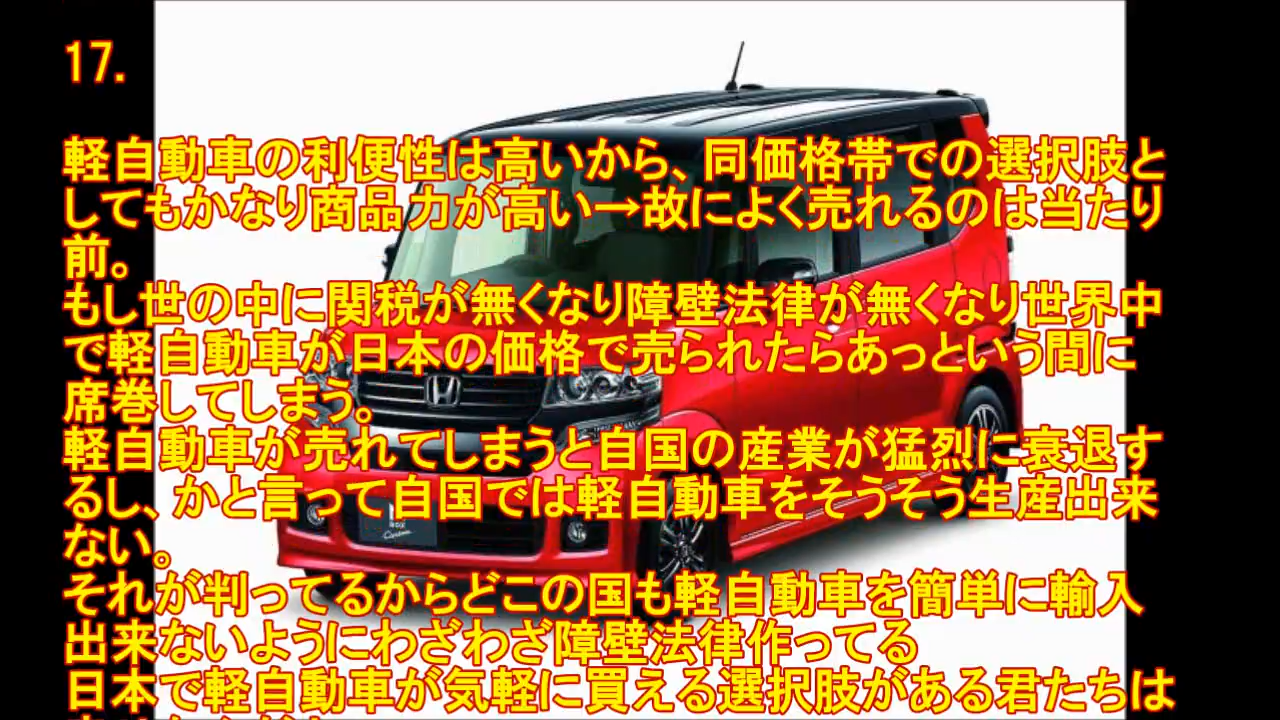 17.
軽自動車の利便性は高いから、同価格帯での選択肢と
してもかなり商品力が高い→故によく売れるのは当たり
前。
もし世の中に関税が無くなり障壁法律が無くなり世界中
で軽自動車が日本の価格で売られたらあっという間に
席巻してしまう。
軽自動車が売れてしまうと自国の産業が猛烈に衰退す
るし、かと言って自国では軽自動車をそうそう生産出来
ない。
それが判ってるからどこの国も軽自動車を簡単に輸入
出来ないようにわざわざ障壁法律作ってる
日本で軽自動車が気軽に買える選択肢がある君たちは